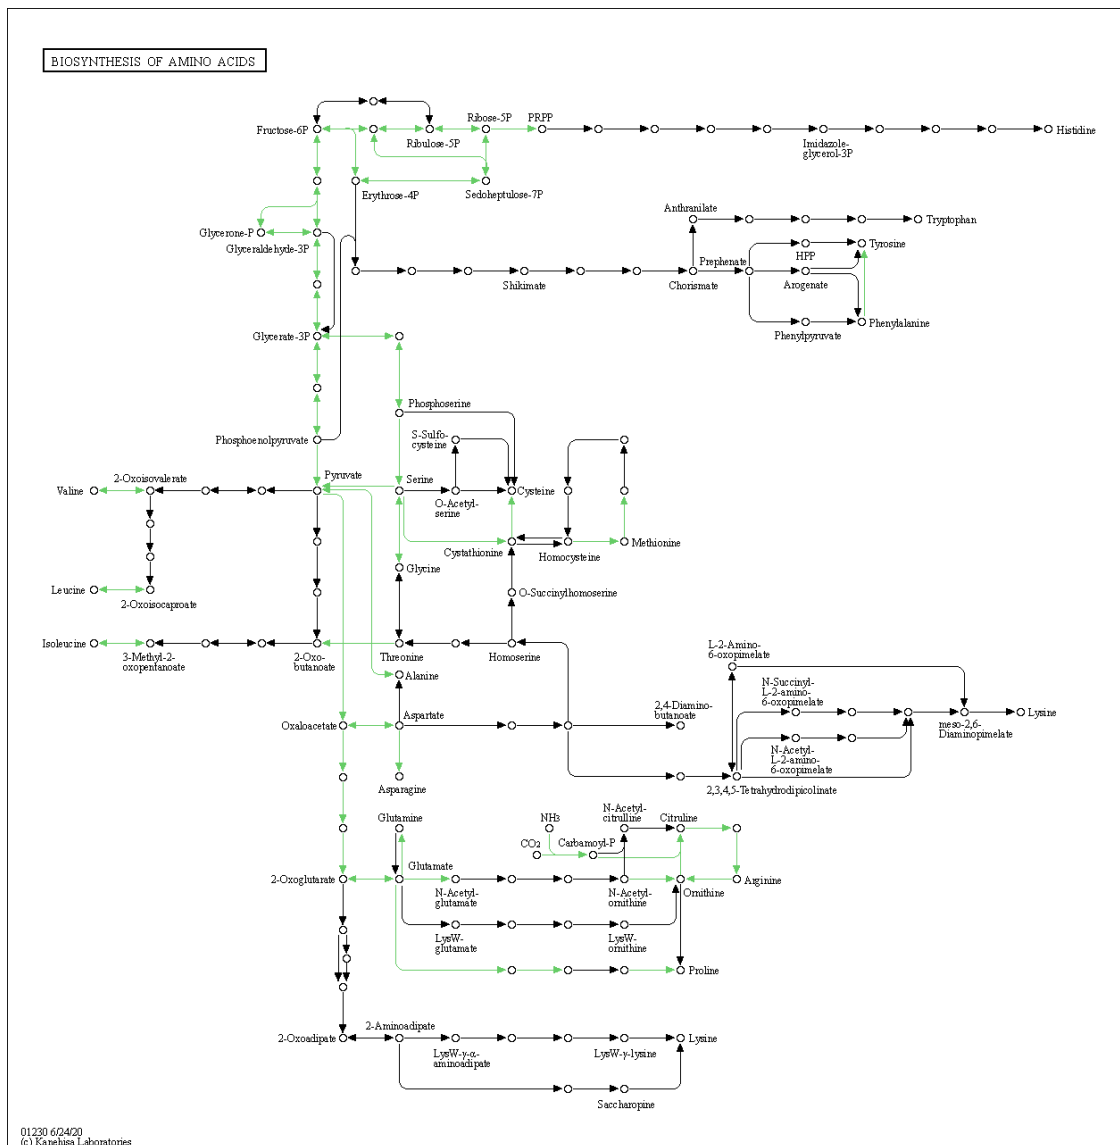 BIOSYNTHESIS OF AMINO ACIDS
Fructose-6P
Ribulose-5P
Ribose-5P
PRPP
Imidazole-
glycerol-3P
Histidine
Erythrose-4P
Sedoheptulose-7P
Glycerone-P
Glyceraldehyde-3P
Anthranilate
Tryptophan
Prephenate
HPP
Tyrosine
Shikimate
Chorismate
Arogenate
Phenylpyruvate
Phenylalanine
Glycerate-3P
Phosphoserine
Phosphoenolpyruvate
S-Sulfo-
cysteine
Valine
2-Oxoisovalerate
Pyruvate
Serine
O-Acetyl-
serine
Cysteine
Cystathionine
Homocysteine
Methionine
Glycine
Leucine
2-Oxoisocaproate
O-Succinylhomoserine
Isoleucine
3-Methyl-2-
oxopentanoate
2-Oxo-
butanoate
Threonine
Homoserine
Alanine
L-2-Amino-
6-oxopimelate
N-Succinyl-
L-2-amino-
6-oxopimelate
Oxaloacetate
Aspartate
2,4-Diamino-
butanoate
meso-2,6-
Diaminopimelate
Lysine
N-Acetyl-
L-2-amino-
6-oxopimelate
Asparagine
2,3,4,5-Tetrahydrodipicolinate
Glutamine
NH3
CO2
Carbamoyl-P
N-Acetyl-
citrulline
Citruline
2-Oxoglutarate
Glutamate
N-Acetyl-
glutamate
N-Acetyl-
ornithine
Ornithine
Arginine
LysW-
glutamate
LysW-
ornithine
Proline
2-Oxoadipate
2-Aminoadipate
LysW-γ-α-
aminoadipate
LysW-γ-lysine
Lysine
Saccharopine
01230 6/24/20
(c) Kanehisa Laboratories